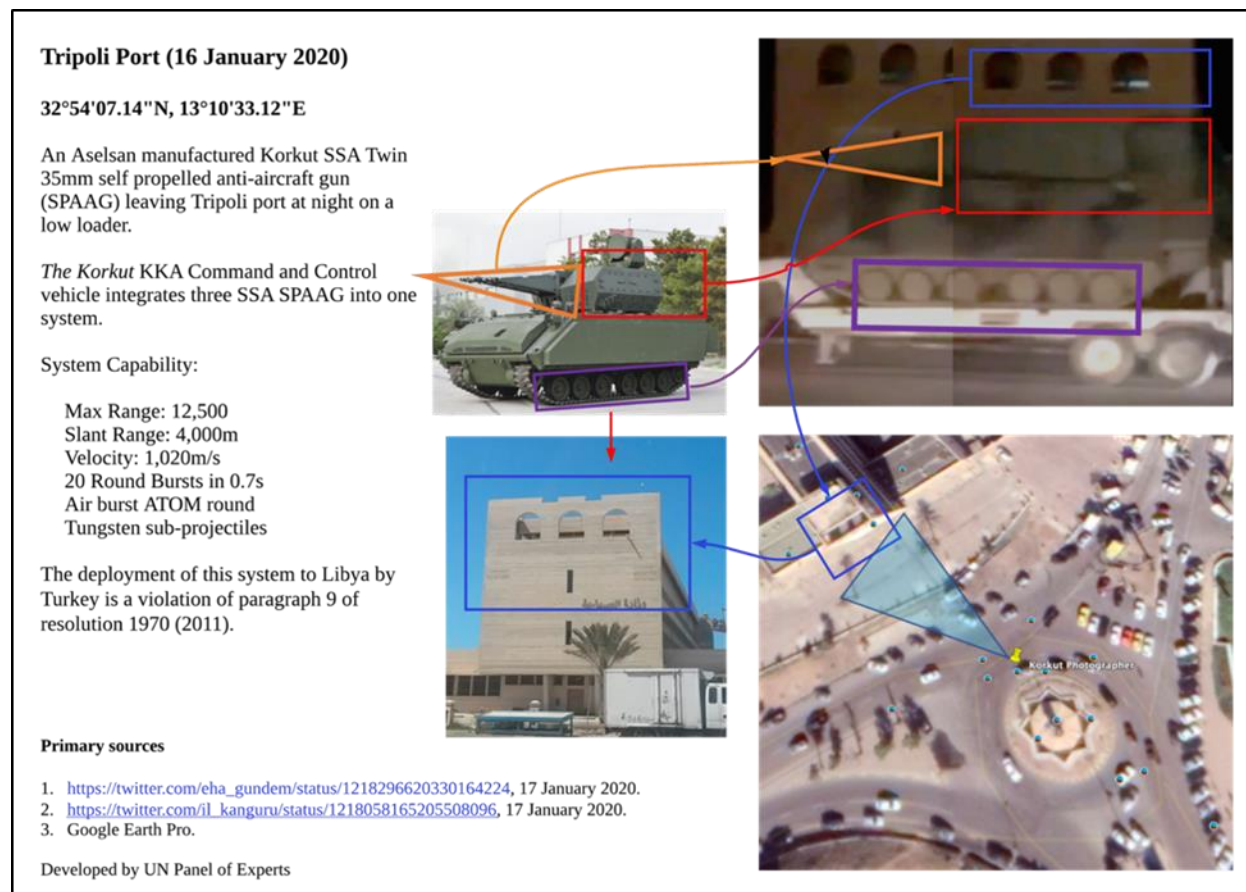 Tripoli Port (16 January 2020)
32°54'07.14"N, 13°10'33.12"E
An Aselsan manufactured Korkut SSA Twin
35mm self propelled anti-aircraft gun
(SPAAG) leaving Tripoli port at night on a
low loader.
The Korkut KKA Command and Control
vehicle integrates three SSA SPAAG into one
system.
System Capability:
Max Range: 12,500
Slant Range: 4,000m
Velocity: 1,020m/s
20 Round Bursts in 0.7s
Air burst ATOM round
Tungsten sub-projectiles
The deployment of this system to Libya by
Turkey is a violation of paragraph 9 of
resolution 1970 (2011).
Korkut Photographer
Primary sources
1. https://twitter.com/eha_gundem/status/1218296620330164224, 17 January 2020.
2. https://twitter.com/il_kanguru/status/1218058165205508096, 17 January 2020.
3. Google Earth Pro.
Developed by UN Panel of Experts